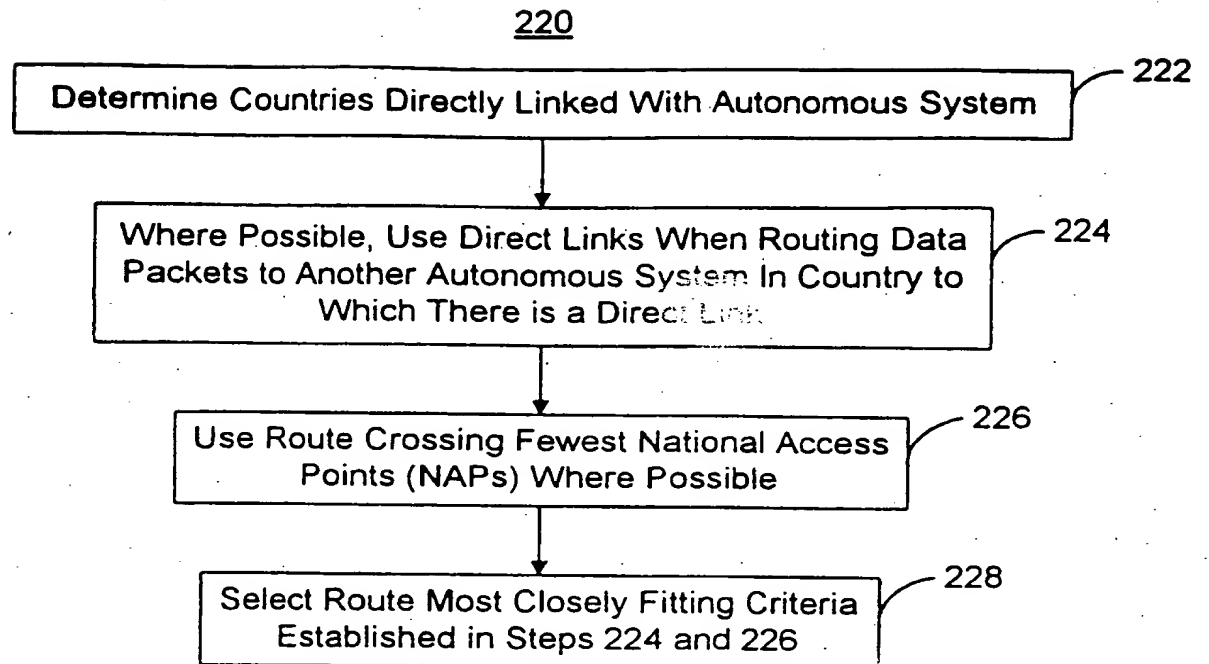 220
222
Determine Countries Directly Linked With Autonomous System
224
Where Possible, Use Direct Links When Routing Data
Packets to Another Autonomous System In Country to
Which There is a Direct Link
226
Use Route Crossing Fewest National Access
Points (NAPs) Where Possible
228
Select Route Most Closely Fitting Criteria
Established in Steps 224 and 226